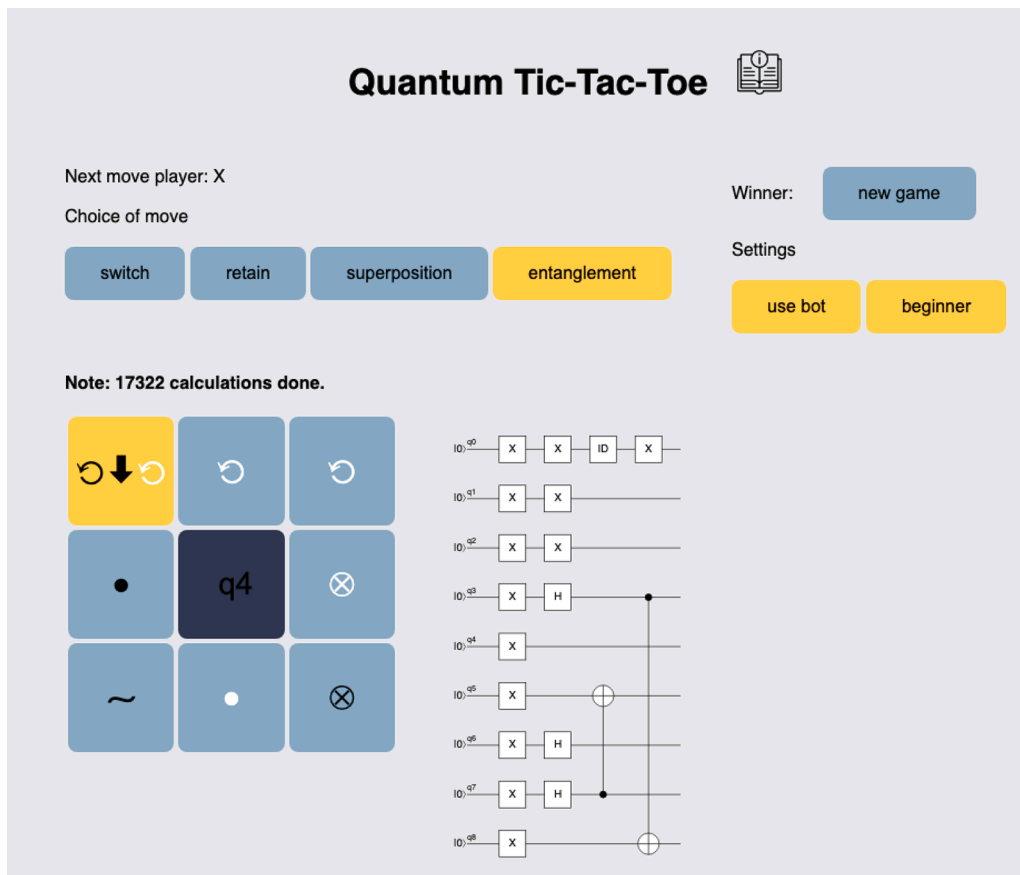 Quantum Tic-Tac-Toe
Next move player: X
Choice of move
switch retain superposition entanglement
Winner: new game
Settings
use bot beginner
Note: 17322 calculations done.
q4
|0⟩ q0 X X ID X
|0⟩ q1 X X
|0⟩ q2 X X
|0⟩ q3 X H
|0⟩ q4 X
|0⟩ q5 X
|0⟩ q6 X H
|0⟩ q7 X H
|0⟩ q8 X